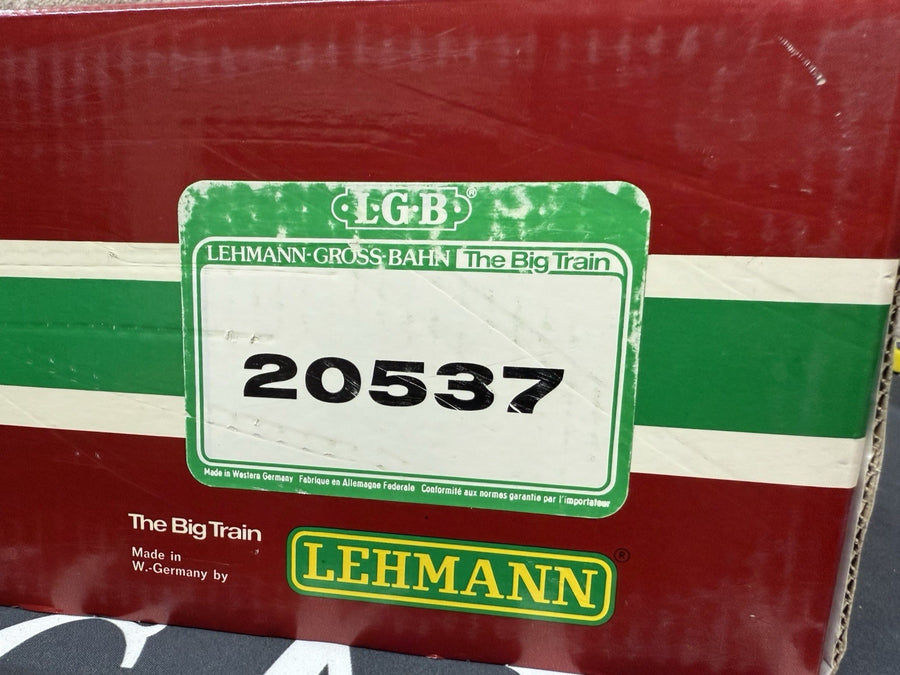 ·L·G·B·®
LEHMANN-GROSS-BAHN The Big Train
20537
Made in Western Germany Fabriqué en Allemagne Federale Conformité aux normes garantie par l'importateur
The Big Train
Made in
W.-Germany by
LEHMANN®